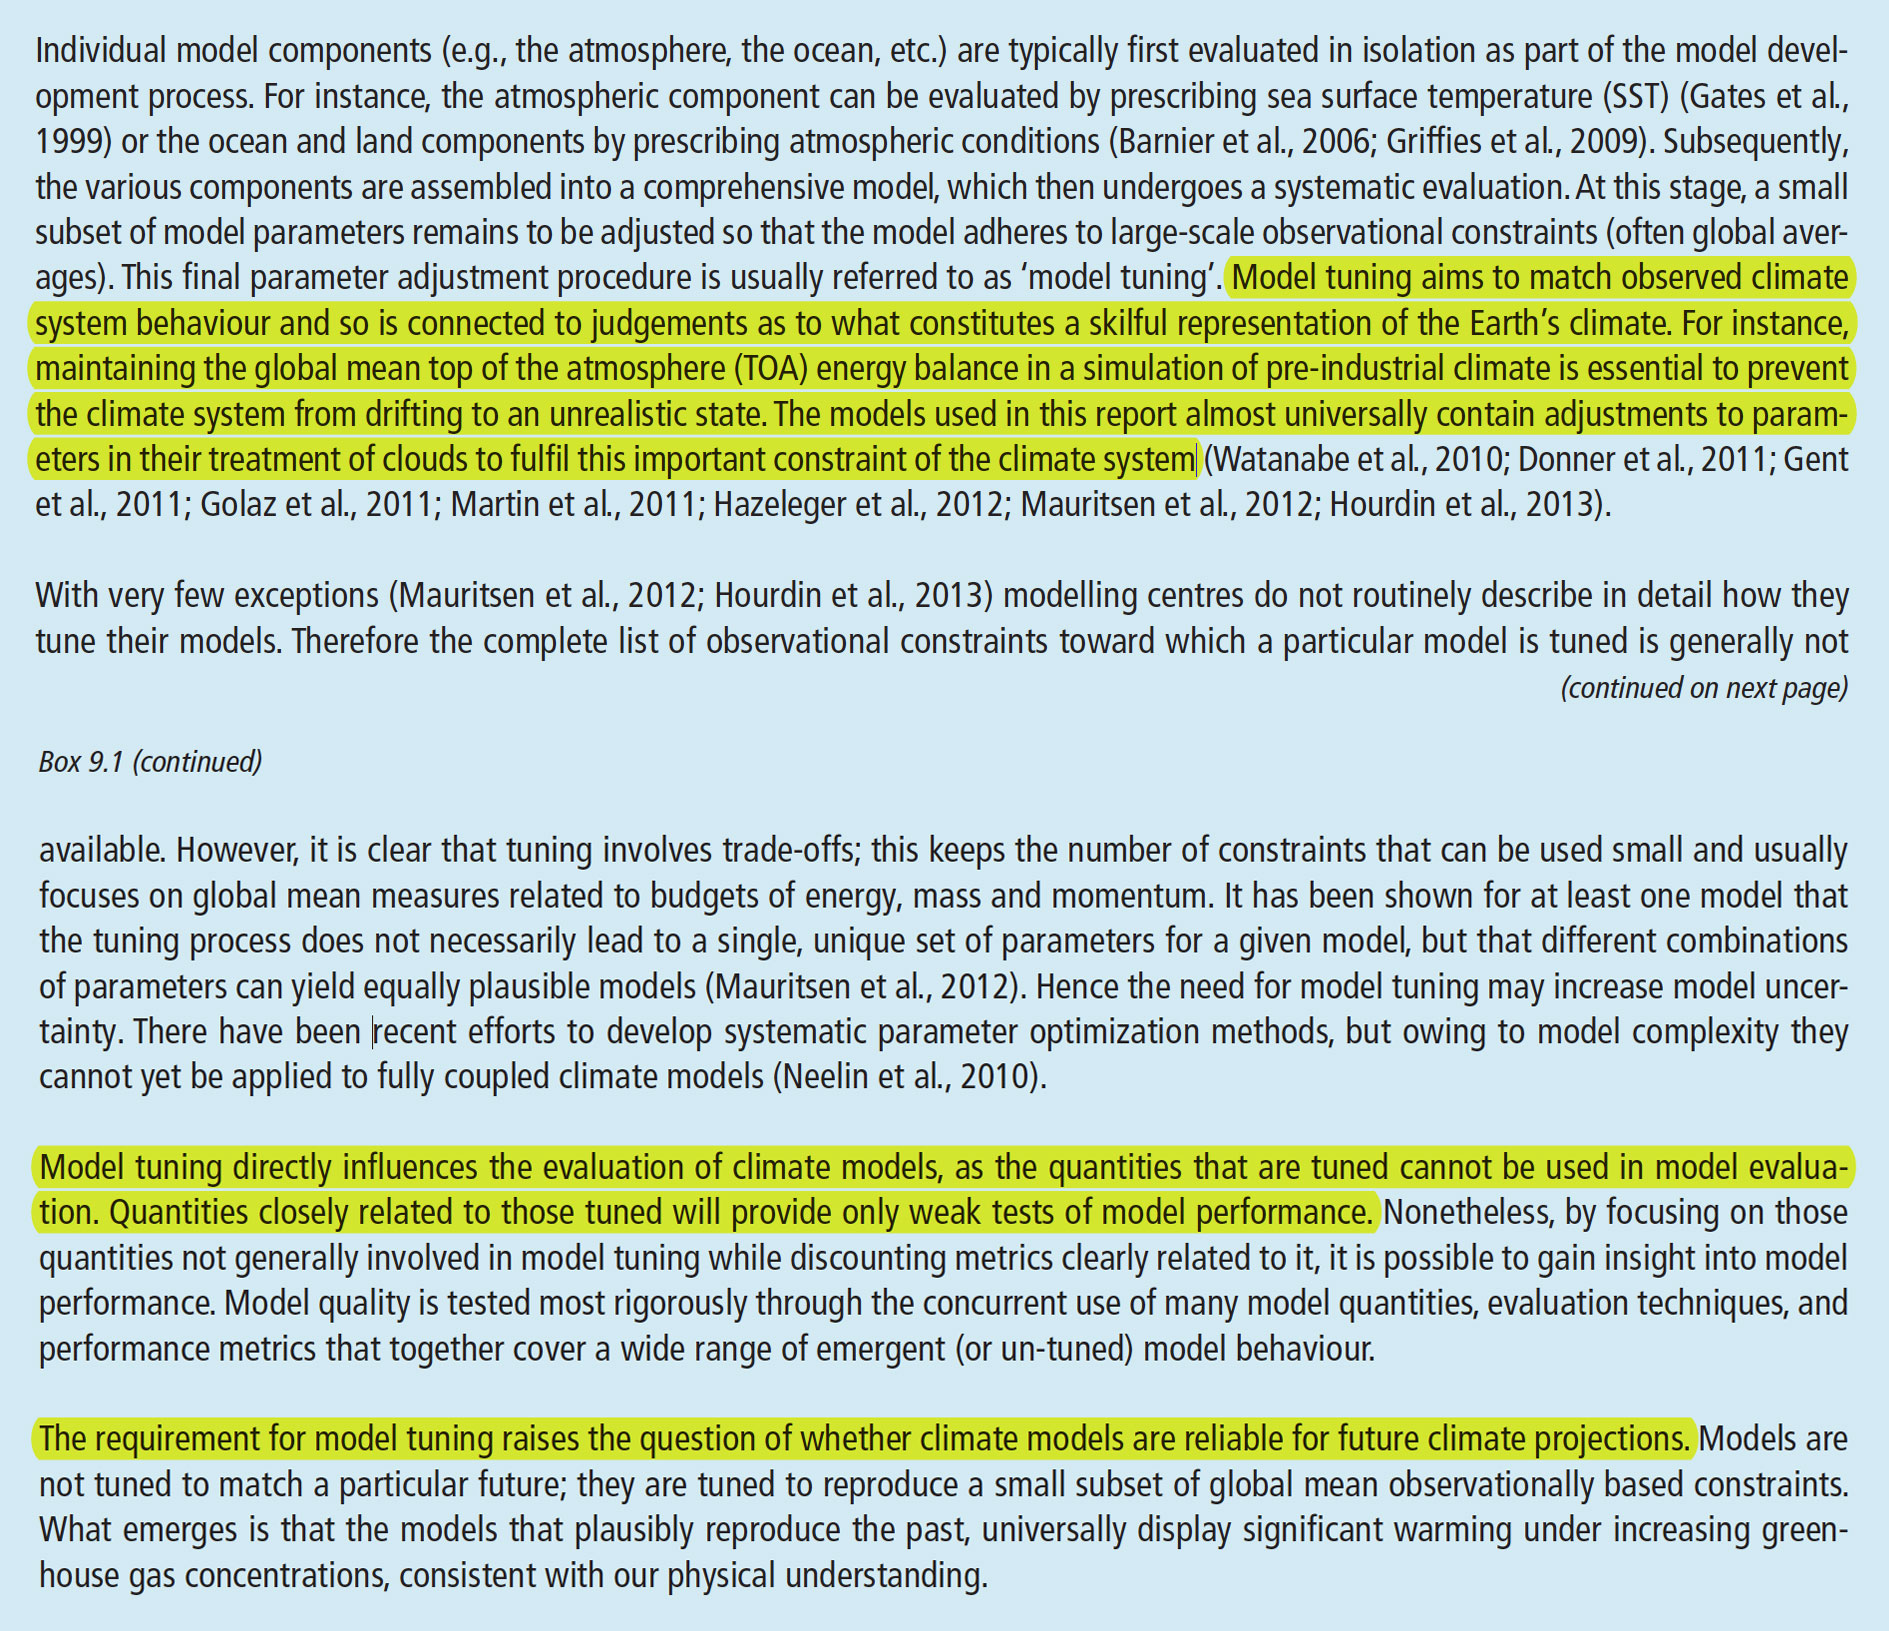 Individual model components (e.g., the atmosphere, the ocean, etc.) are typically first evaluated in isolation as part of the model devel-
opment process. For instance, the atmospheric component can be evaluated by prescribing sea surface temperature (SST) (Gates et al.,
1999) or the ocean and land components by prescribing atmospheric conditions (Barnier et al., 2006; Griffies et al., 2009). Subsequently,
the various components are assembled into a comprehensive model, which then undergoes a systematic evaluation. At this stage, a small
subset of model parameters remains to be adjusted so that the model adheres to large-scale observational constraints (often global aver-
ages). This final parameter adjustment procedure is usually referred to as ‘model tuning’. Model tuning aims to match observed climate
system behaviour and so is connected to judgements as to what constitutes a skilful representation of the Earth’s climate. For instance,
maintaining the global mean top of the atmosphere (TOA) energy balance in a simulation of pre-industrial climate is essential to prevent
the climate system from drifting to an unrealistic state. The models used in this report almost universally contain adjustments to param-
eters in their treatment of clouds to fulfil this important constraint of the climate system (Watanabe et al., 2010; Donner et al., 2011; Gent
et al., 2011; Golaz et al., 2011; Martin et al., 2011; Hazeleger et al., 2012; Mauritsen et al., 2012; Hourdin et al., 2013).
With very few exceptions (Mauritsen et al., 2012; Hourdin et al., 2013) modelling centres do not routinely describe in detail how they
tune their models. Therefore the complete list of observational constraints toward which a particular model is tuned is generally not
(continued on next page)
Box 9.1 (continued)
available. However, it is clear that tuning involves trade-offs; this keeps the number of constraints that can be used small and usually
focuses on global mean measures related to budgets of energy, mass and momentum. It has been shown for at least one model that
the tuning process does not necessarily lead to a single, unique set of parameters for a given model, but that different combinations
of parameters can yield equally plausible models (Mauritsen et al., 2012). Hence the need for model tuning may increase model uncer-
tainty. There have been recent efforts to develop systematic parameter optimization methods, but owing to model complexity they
cannot yet be applied to fully coupled climate models (Neelin et al., 2010).
Model tuning directly influences the evaluation of climate models, as the quantities that are tuned cannot be used in model evalua-
tion. Quantities closely related to those tuned will provide only weak tests of model performance. Nonetheless, by focusing on those
quantities not generally involved in model tuning while discounting metrics clearly related to it, it is possible to gain insight into model
performance. Model quality is tested most rigorously through the concurrent use of many model quantities, evaluation techniques, and
performance metrics that together cover a wide range of emergent (or un-tuned) model behaviour.
The requirement for model tuning raises the question of whether climate models are reliable for future climate projections. Models are
not tuned to match a particular future; they are tuned to reproduce a small subset of global mean observationally based constraints.
What emerges is that the models that plausibly reproduce the past, universally display significant warming under increasing green-
house gas concentrations, consistent with our physical understanding.